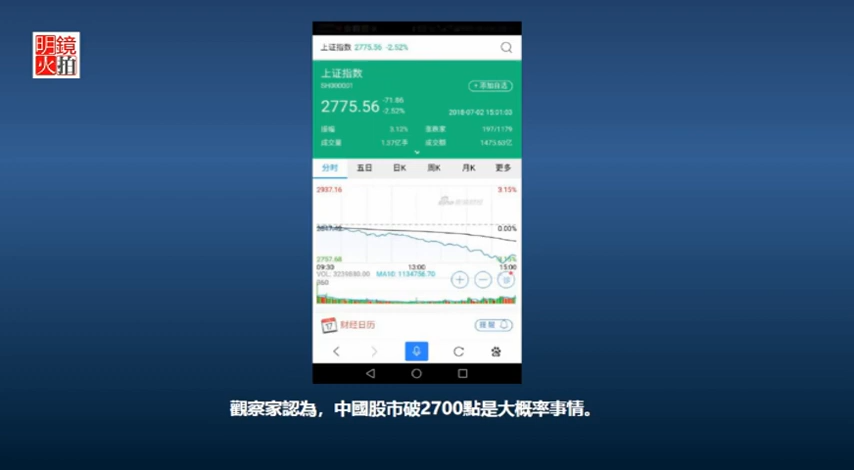 明鏡
火拍
上证指数 2775.56 -2.52%
上证指数
SH000001
+添加自选
2775.56
-71.86
-2.52%
2018-07-02 15:01:03
振幅 3.13% 涨跌家 197/1179
成交量 1.37亿手 成交额 1473.63亿
分时 五日 日K 周K 月K 更多
2937.16 3.15%
0.00%
09:30 13:00 15:00
财经日历
提醒
觀察家認為，中國股市破2700點是大概率事情。